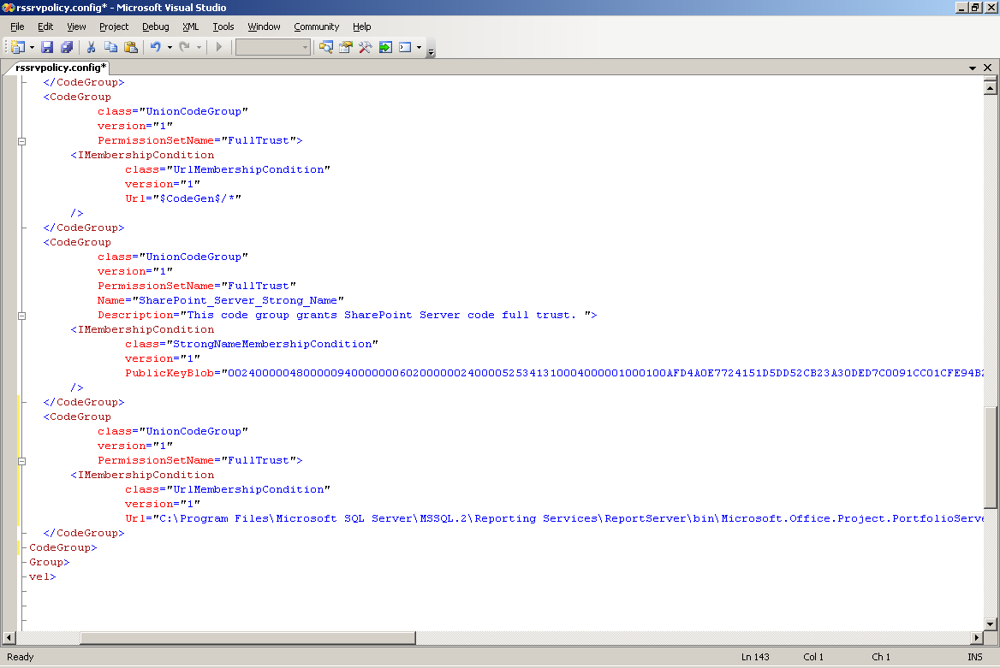 rssrvpolicy.config* - Microsoft Visual Studio
File Edit View Project Debug XML Tools Window Community Help
rssrvpolicy.config*
</CodeGroup>
<CodeGroup
class="UnionCodeGroup"
version="1"
PermissionSetName="FullTrust">
<IMembershipCondition
class="UrlMembershipCondition"
version="1"
Url="$CodeGen$/*"
/>
</CodeGroup>
<CodeGroup
class="UnionCodeGroup"
version="1"
PermissionSetName="FullTrust"
Name="SharePoint_Server_Strong_Name"
Description="This code group grants SharePoint Server code full trust. ">
<IMembershipCondition
class="StrongNameMembershipCondition"
version="1"
PublicKeyBlob="0024000004800000940000000602000000240000525341310004000001000100AFD4A0E7724151D5DD52CB23A30DED7C0091CC01CFE94B2
/>
</CodeGroup>
<CodeGroup
class="UnionCodeGroup"
version="1"
PermissionSetName="FullTrust">
<IMembershipCondition
class="UrlMembershipCondition"
version="1"
Url="C:\Program Files\Microsoft SQL Server\MSSQL.2\Reporting Services\ReportServer\bin\Microsoft.Office.Project.PortfolioServe
</CodeGroup>
CodeGroup>
Group>
vel>
Ready Ln 143 Col 1 Ch 1 INS